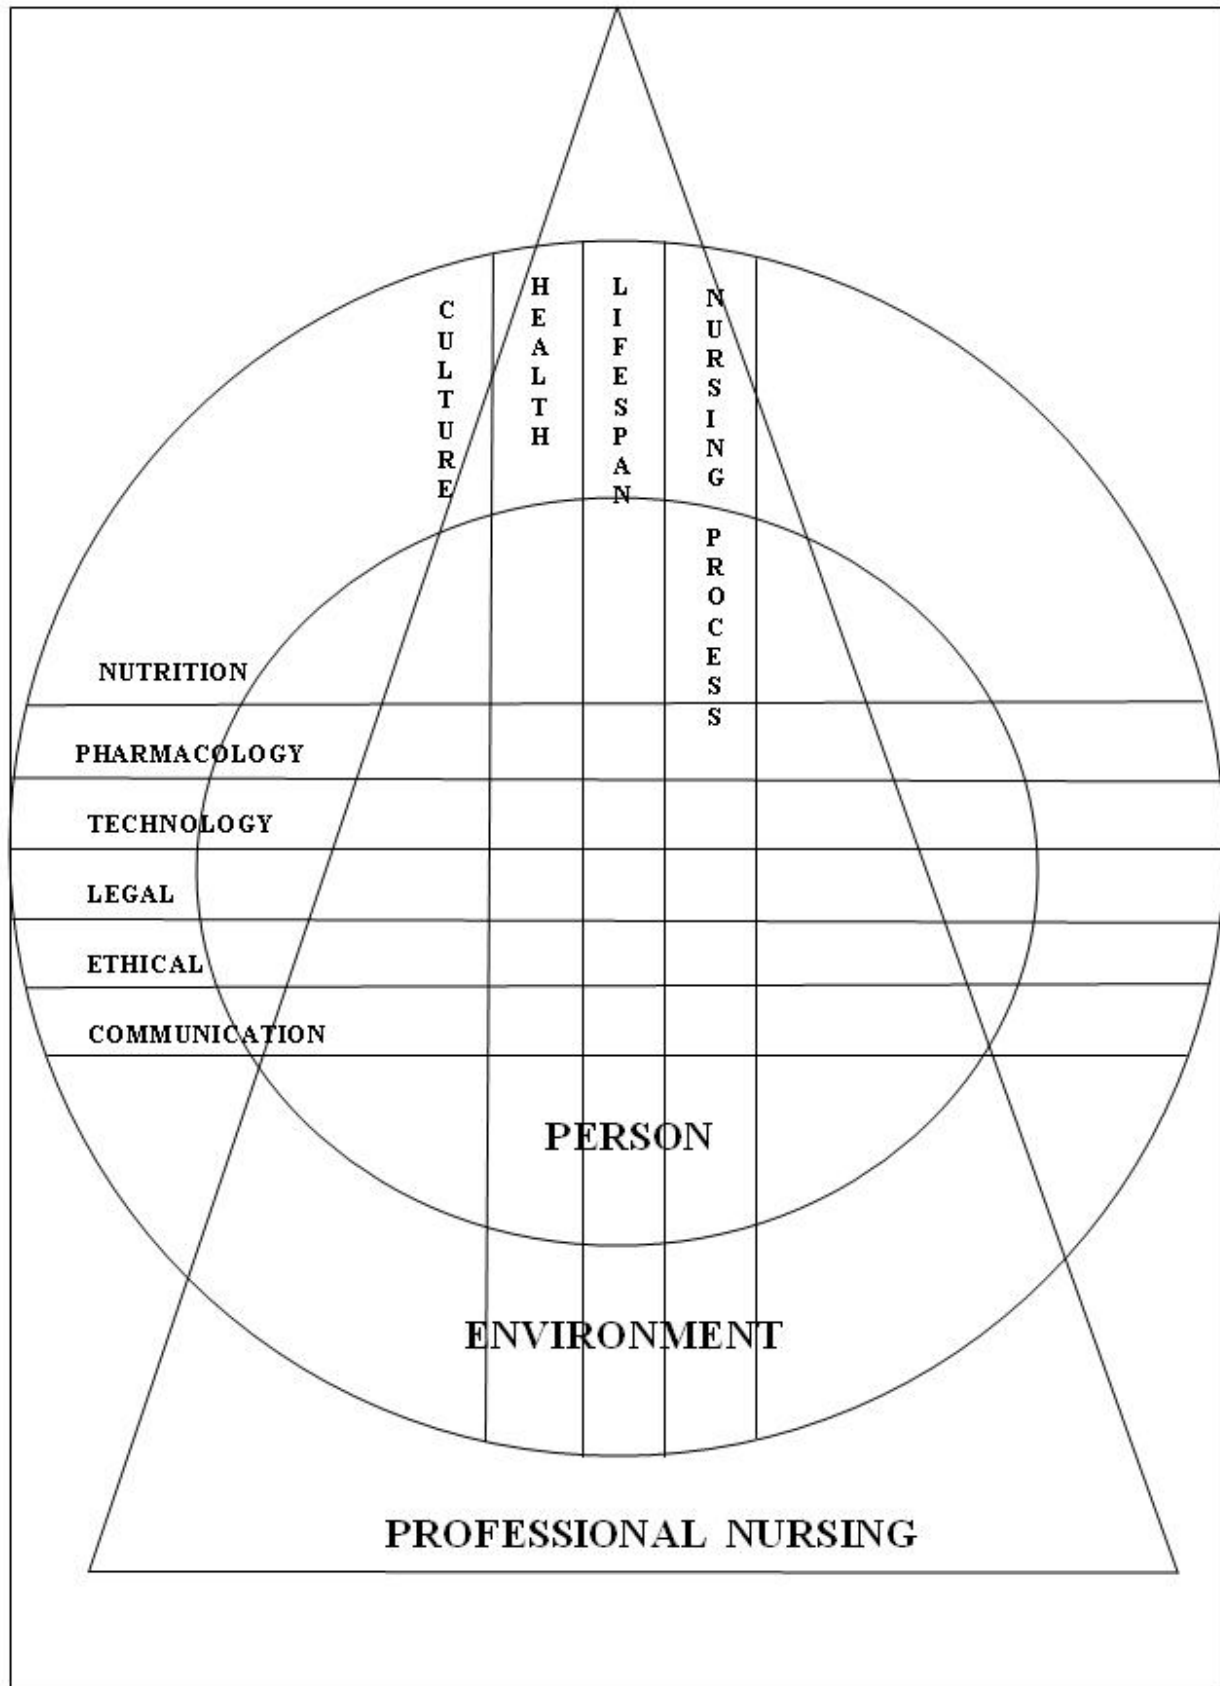 CULTURE
HEALTH
LIFESPAN
NURSING PROCESS
NUTRITION
PHARMACOLOGY
TECHNOLOGY
LEGAL
ETHICAL
COMMUNICATION
PERSON
ENVIRONMENT
PROFESSIONAL NURSING